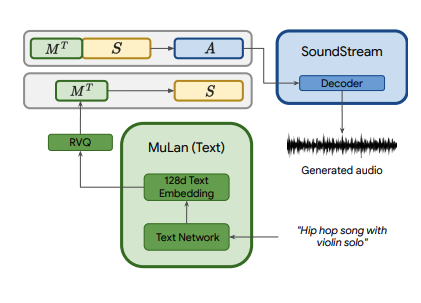 M^T S A
SoundStream
Decoder
M^T S
RVQ
MuLan (Text)
Generated audio
128d Text
Embedding
Text Network
"Hip hop song with
violin solo"